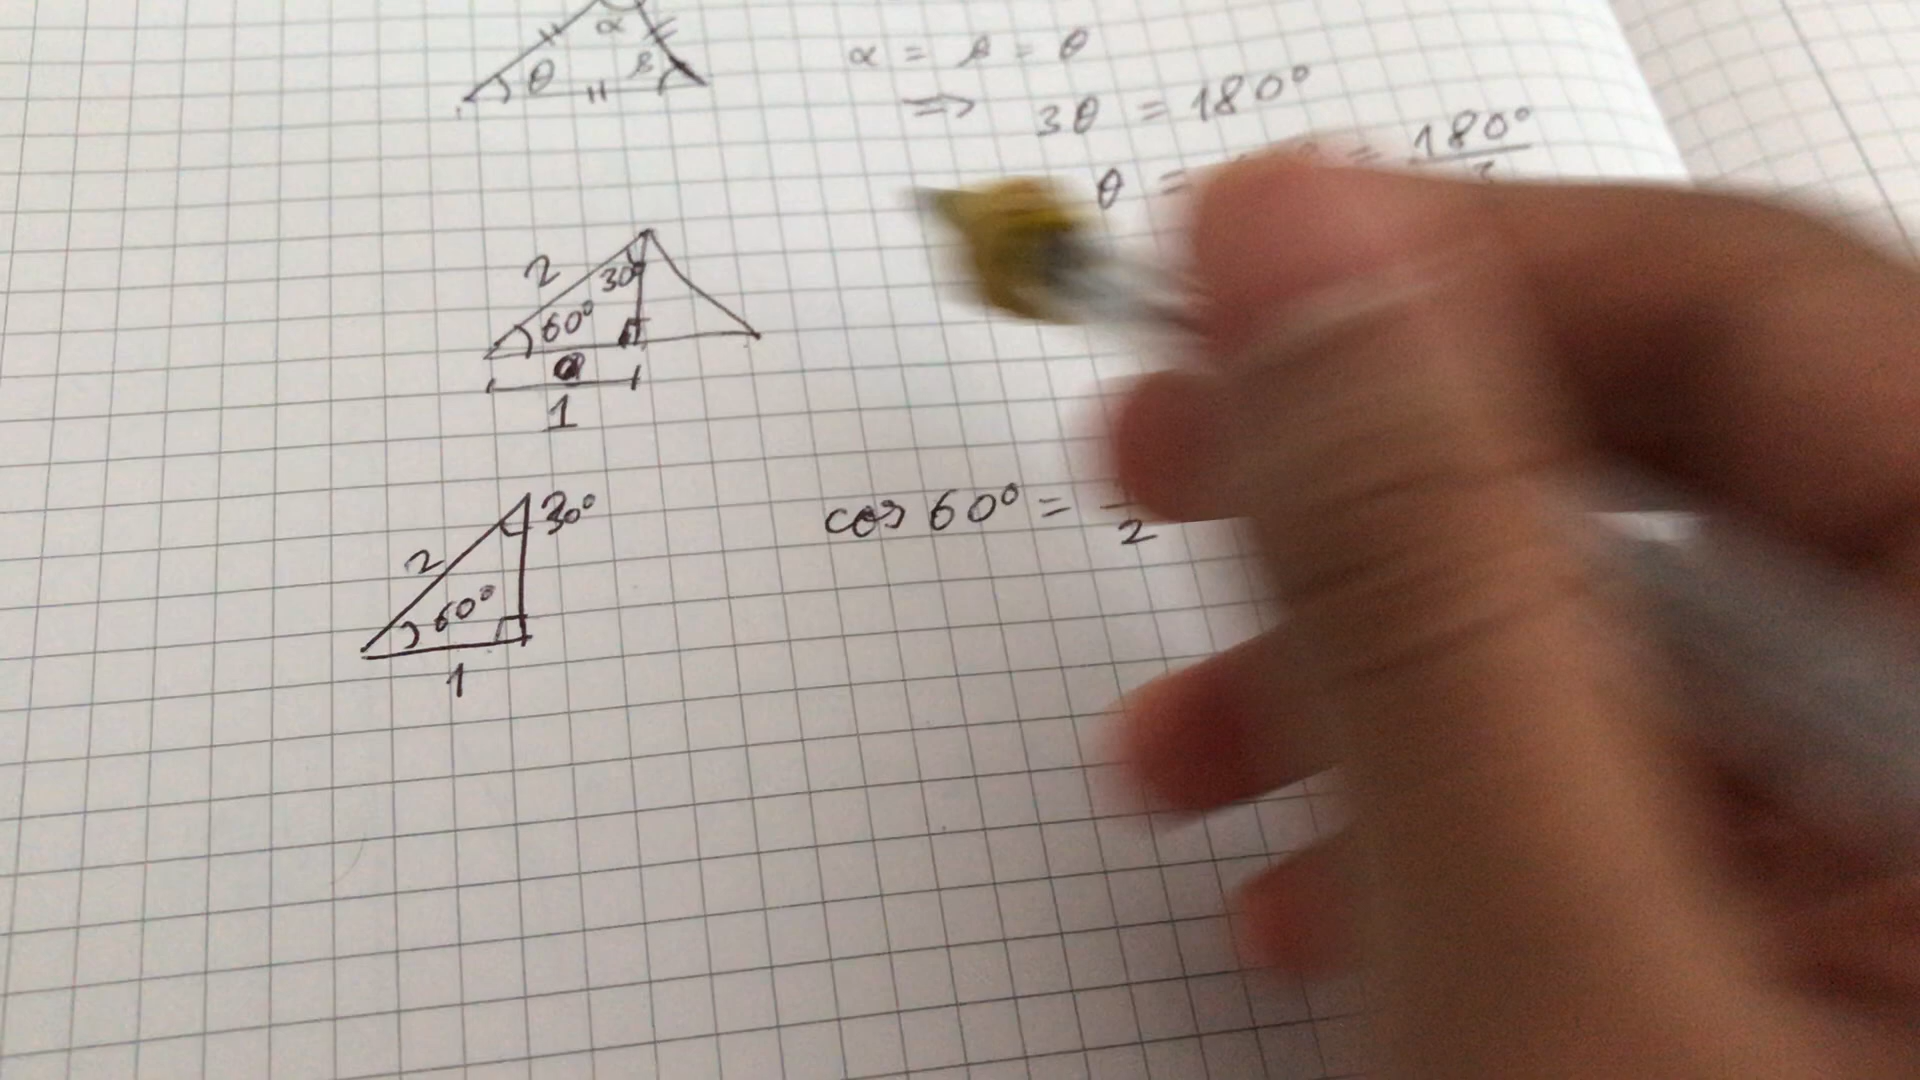 α
θ β
α = β = θ
=> 3θ = 180°
θ = = 180°
2 30°
60°
1
30°
2
60°
1
cos 60° =
2